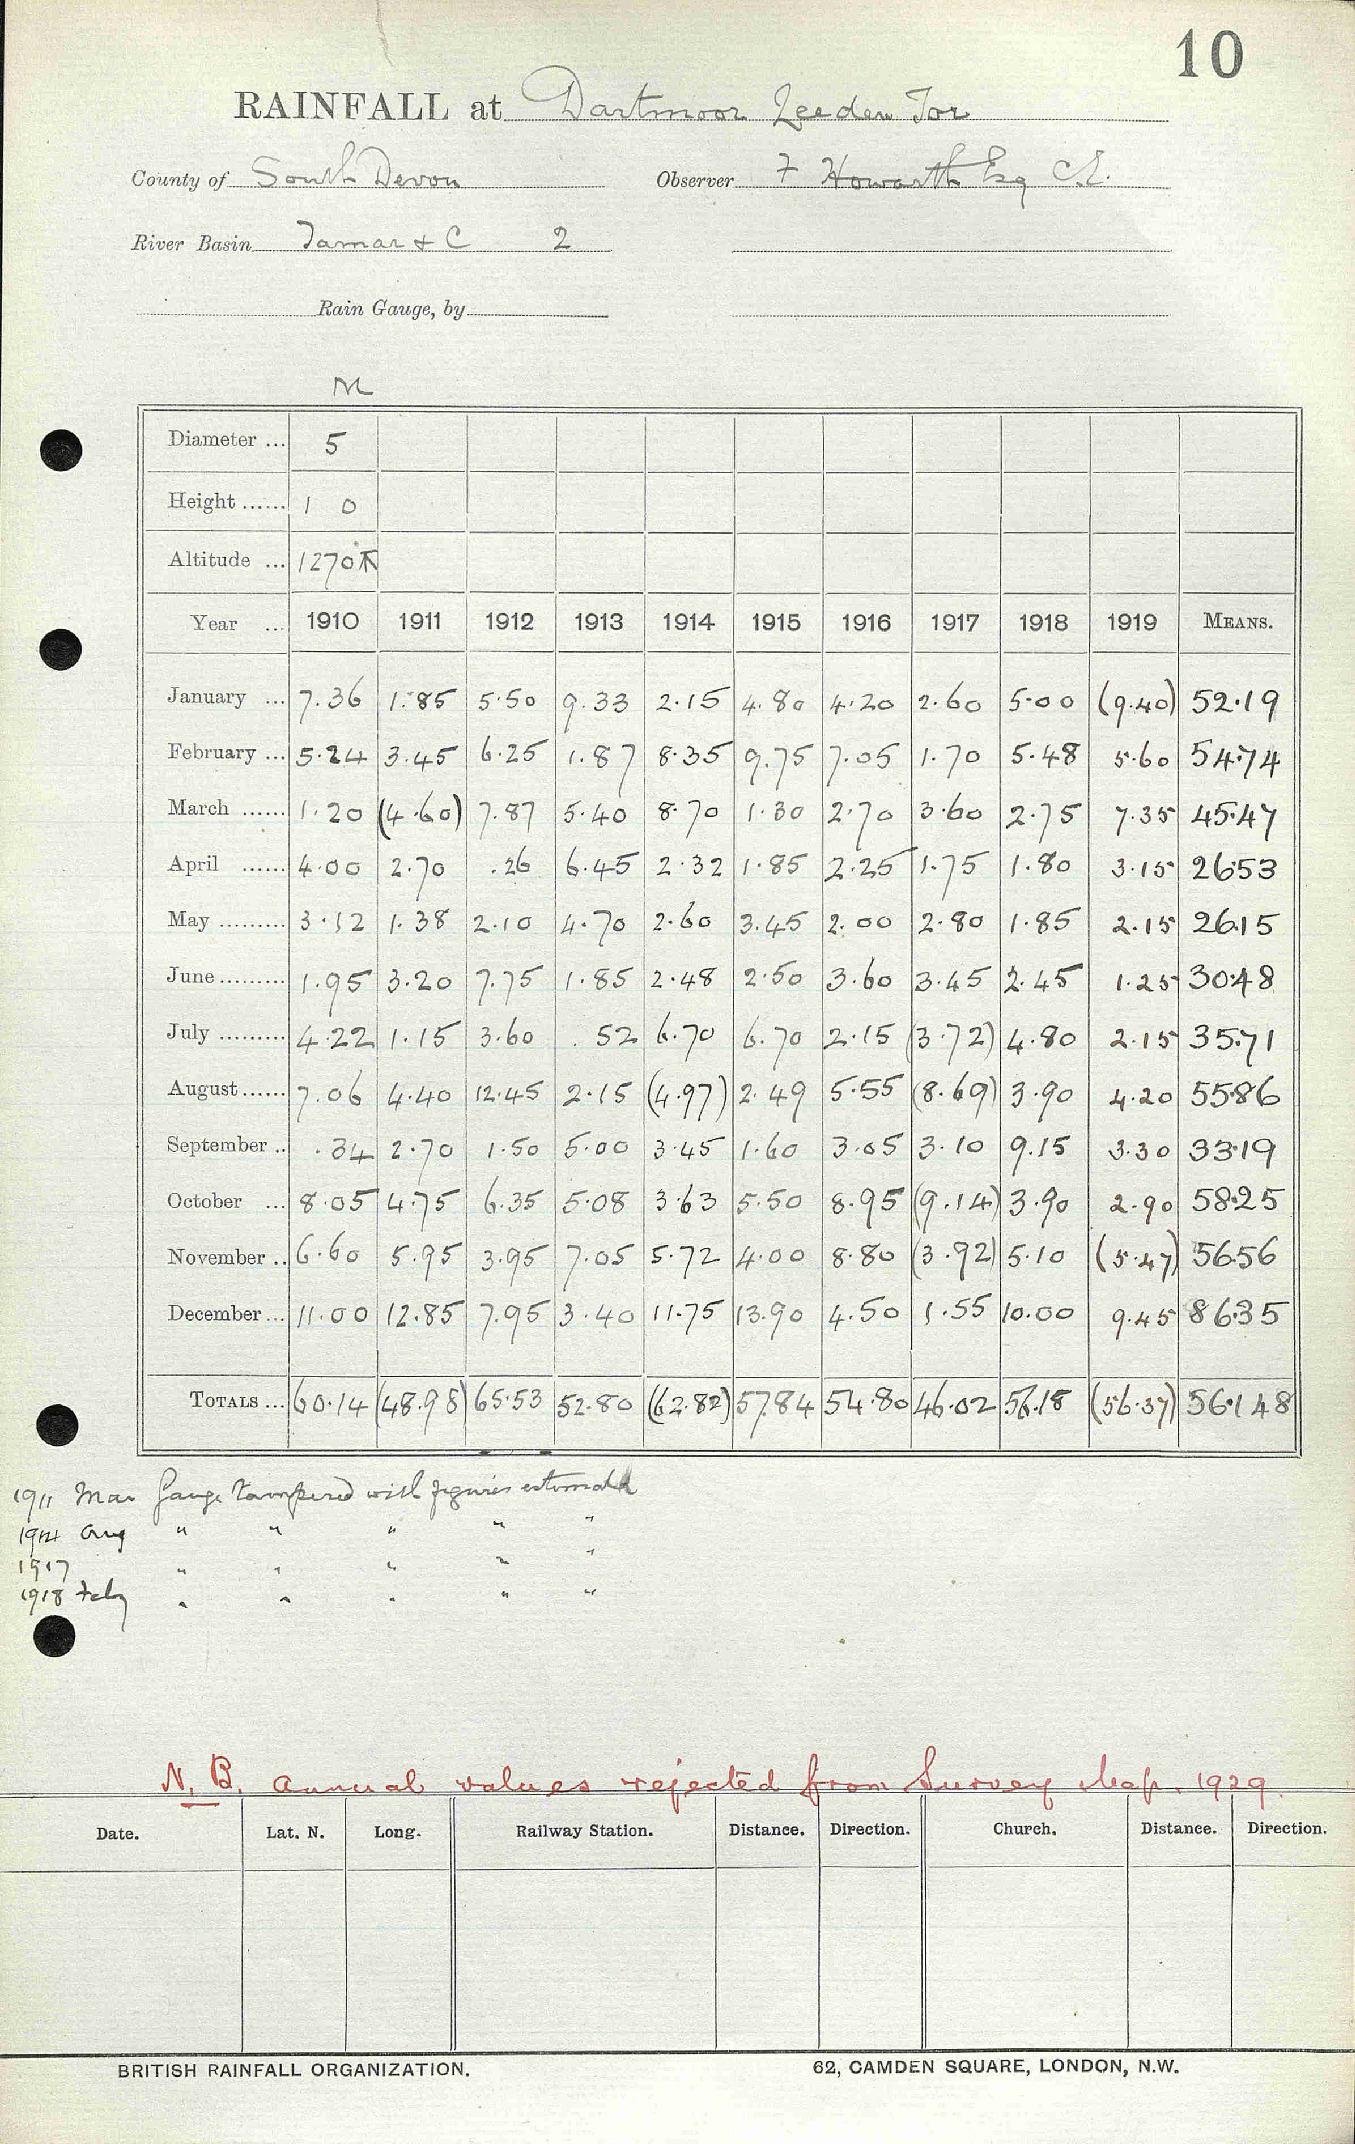 10
RAINFALL at Dartmoor Leeden Tor
County of South Devon Observer F Howarth Esq C.E.
River Basin Tamar & C 2
Rain Gauge, by
M
Diameter ... 5
Height ...... 1 0
Altitude ... 1270
Year ... 1910 1911 1912 1913 1914 1915 1916 1917 1918 1919 MEANS.
January ... 7.36 1.85 5.50 9.33 2.15 4.80 4.20 2.60 5.00 (9.40) 52.19
February ... 5.24 3.45 6.25 1.87 8.35 9.75 7.05 1.70 5.48 5.60 54.74
March ...... 1.20 (4.60) 7.87 5.40 8.70 1.30 2.70 3.60 2.75 7.35 45.47
April ...... 4.00 2.70 .26 6.45 2.32 1.85 2.25 1.75 1.80 3.15 26.53
May ......... 3.12 1.38 2.10 4.70 2.60 3.45 2.00 2.80 1.85 2.15 26.15
June ......... 1.95 3.20 7.75 1.85 2.48 2.50 3.60 3.45 2.45 1.25 30.48
July ......... 4.22 1.15 3.60 .52 6.70 6.70 2.15 (3.72) 4.80 2.15 35.71
August ...... 7.06 4.40 12.45 2.15 (4.97) 2.49 5.55 (8.69) 3.90 4.20 55.86
September .. .34 2.70 1.50 5.00 3.45 1.60 3.05 3.10 9.15 3.30 33.19
October ... 8.05 4.75 6.35 5.08 3.63 5.50 8.95 (9.14) 3.90 2.90 58.25
November .. 6.60 5.95 3.95 7.05 5.72 4.00 8.80 (3.92) 5.10 (5.47) 56.56
December ... 11.00 12.85 7.95 3.40 11.75 13.90 4.50 1.55 10.00 9.45 86.35
TOTALS ... 60.14 (48.98) 65.53 52.80 (62.82) 57.84 54.80 46.02 56.18 (56.37) 561.48
1911 Mar Gauge tampered with figures estimated
1914 Aug " " " " "
1917 " " " " "
1918 Feby " " " " "
N.B. Annual values rejected from Survey Map. 1929.
Date. Lat. N. Long. Railway Station. Distance. Direction. Church. Distance. Direction.
BRITISH RAINFALL ORGANIZATION. 62, CAMDEN SQUARE, LONDON, N.W.